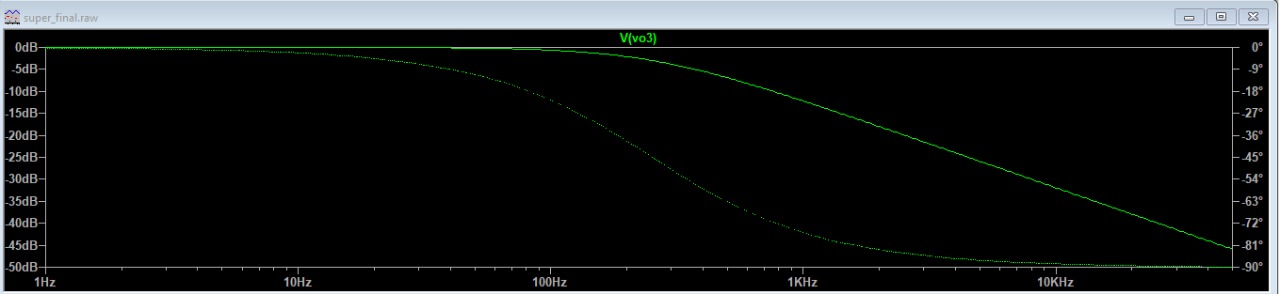 super_final.raw
V(vo3)
0dB 0°
-5dB -9°
-10dB -18°
-15dB -27°
-20dB -36°
-25dB -45°
-30dB -54°
-35dB -63°
-40dB -72°
-45dB -81°
-50dB -90°
1Hz 10Hz 100Hz 1KHz 10KHz